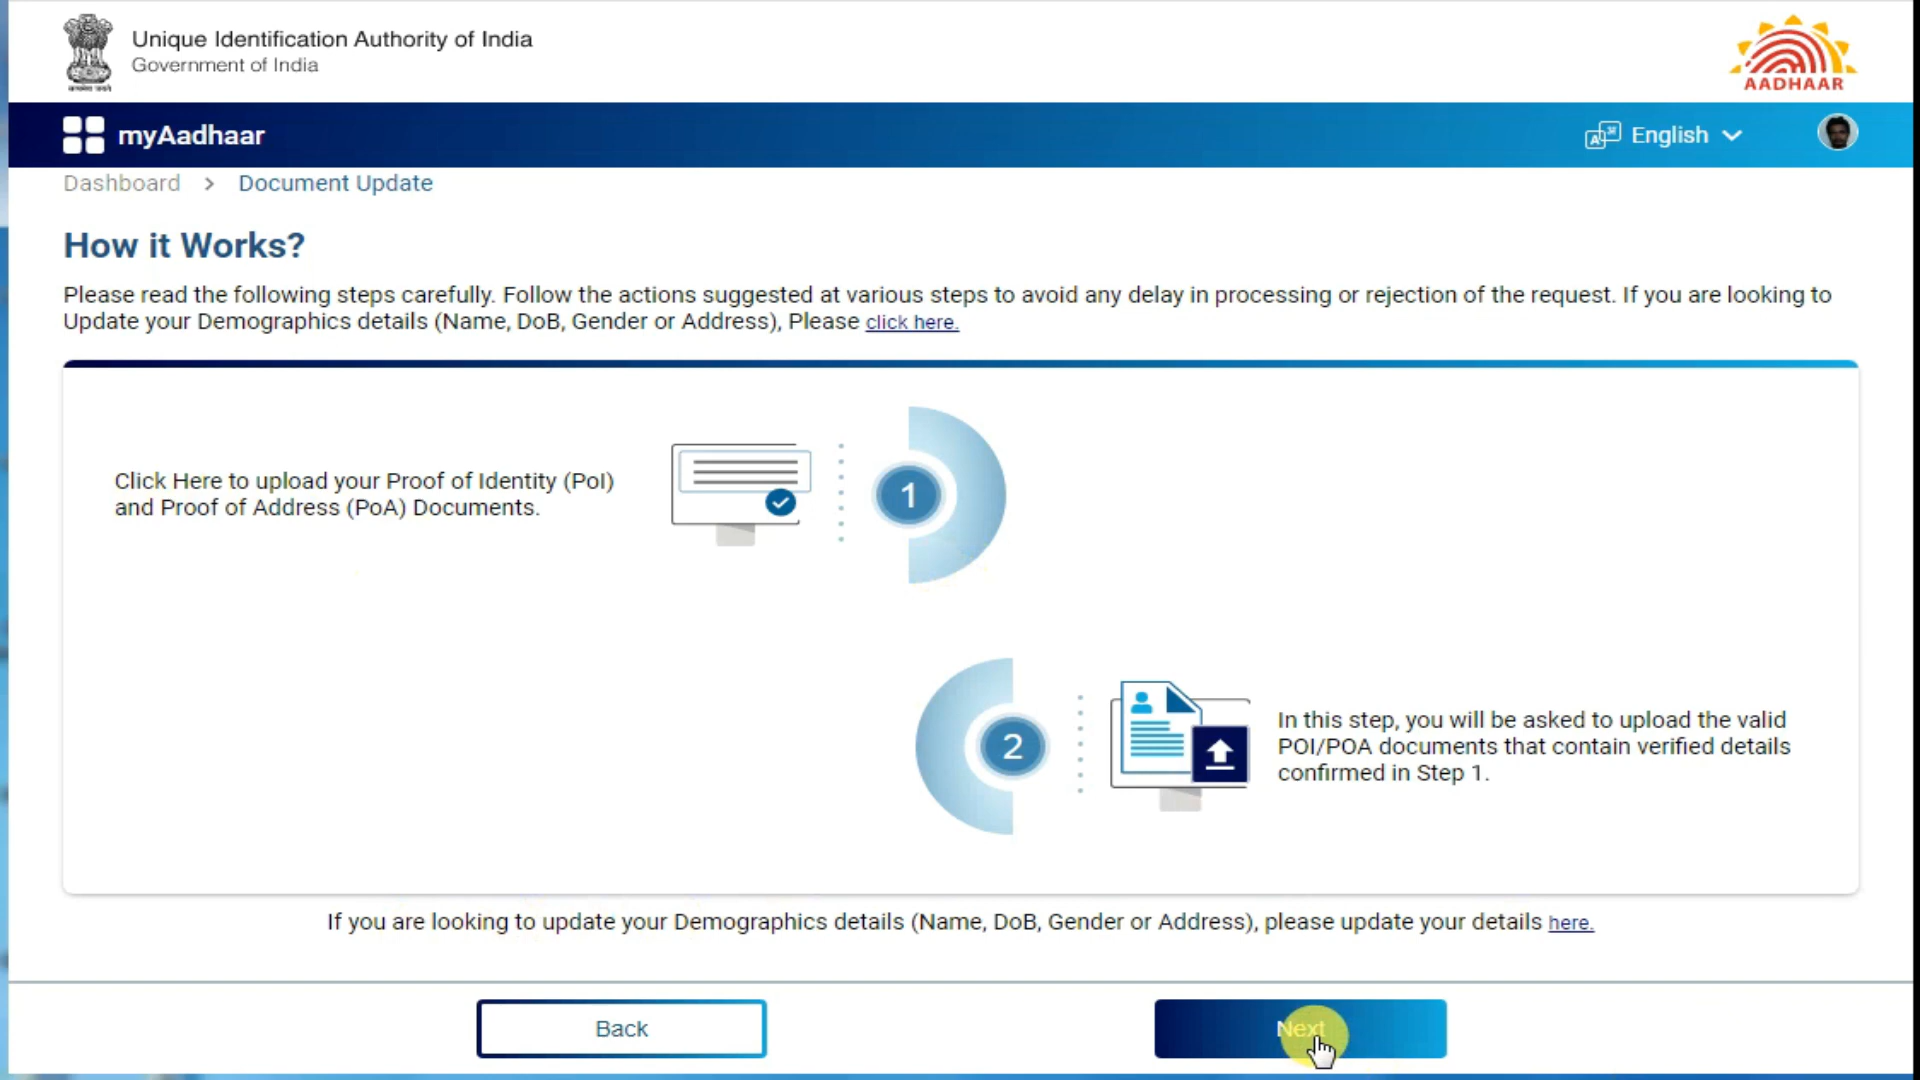 Unique Identification Authority of India
Government of India
AADHAAR
myAadhaar
English
Dashboard > Document Update
How it Works?
Please read the following steps carefully. Follow the actions suggested at various steps to avoid any delay in processing or rejection of the request. If you are looking to
Update your Demographics details (Name, DoB, Gender or Address), Please click here.
Click Here to upload your Proof of Identity (PoI)
and Proof of Address (PoA) Documents.
1
2
In this step, you will be asked to upload the valid
POI/POA documents that contain verified details
confirmed in Step 1.
If you are looking to update your Demographics details (Name, DoB, Gender or Address), please update your details here.
Back
Next